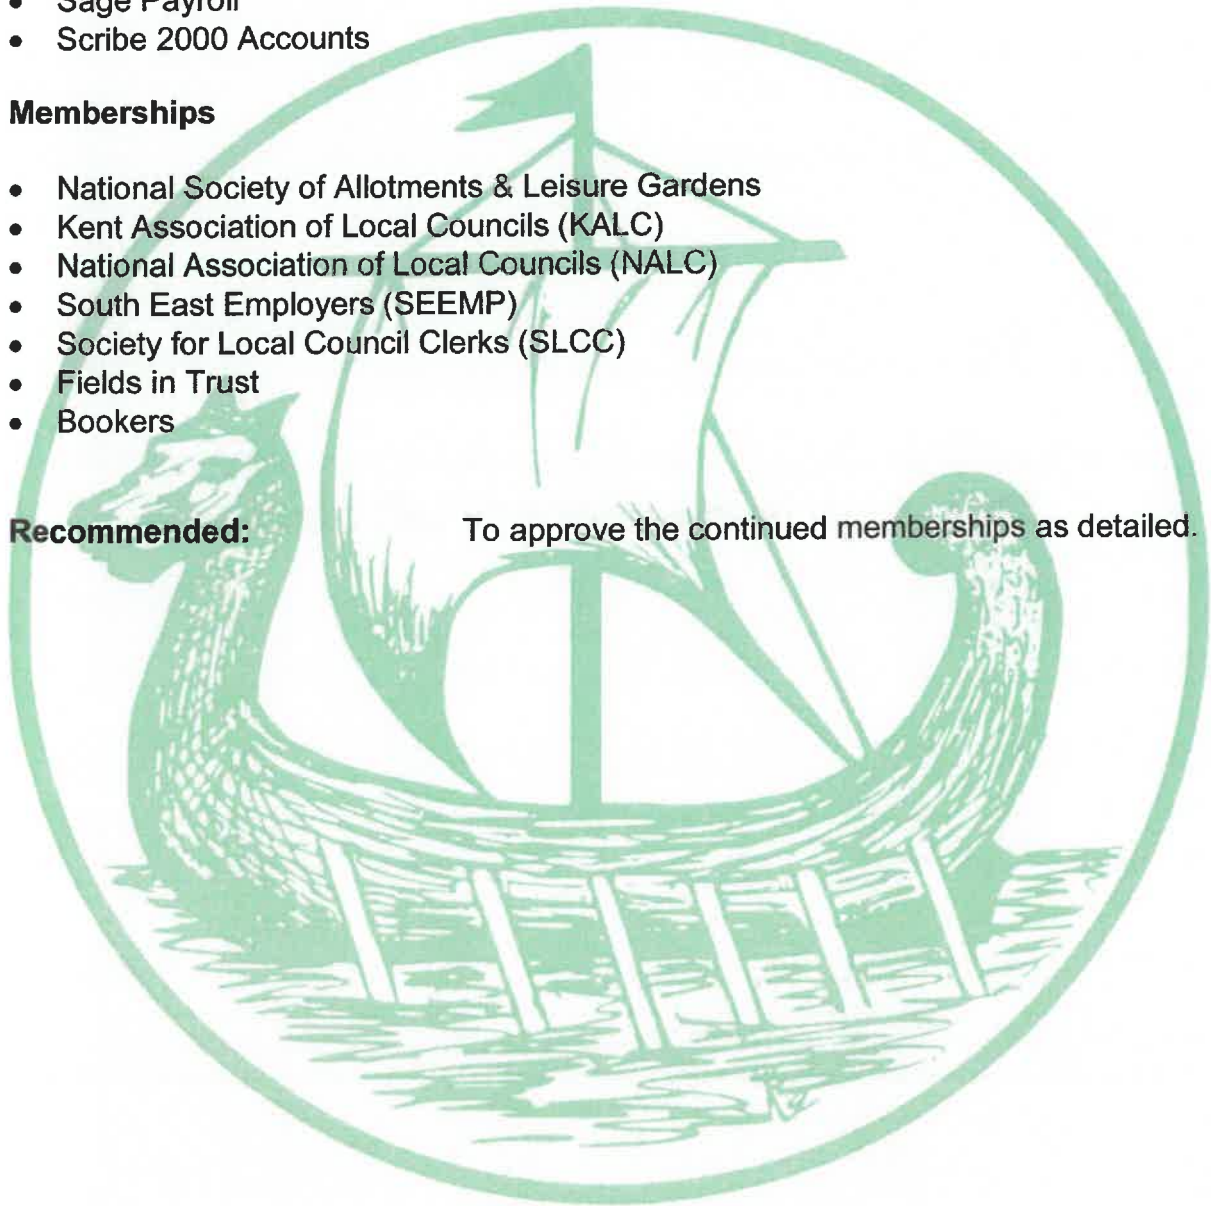 • Sage Payroll
• Scribe 2000 Accounts
Memberships
• National Society of Allotments & Leisure Gardens
• Kent Association of Local Councils (KALC)
• National Association of Local Councils (NALC)
• South East Employers (SEEMP)
• Society for Local Council Clerks (SLCC)
• Fields in Trust
• Bookers
Recommended: To approve the continued memberships as detailed.